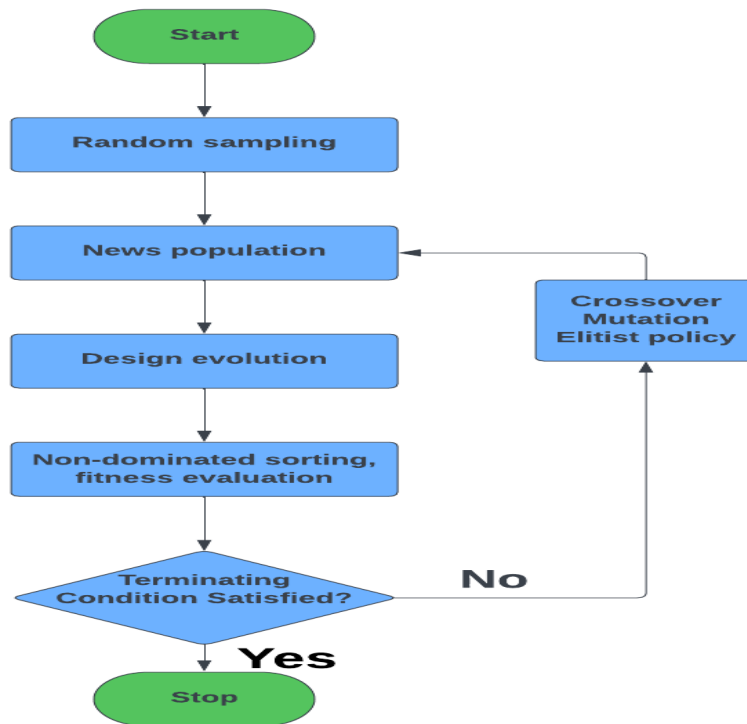 Start
Random sampling
News population
Crossover
Mutation
Elitist policy
Design evolution
Non-dominated sorting,
fitness evaluation
Terminating
Condition Satisfied?
No
Yes
Stop